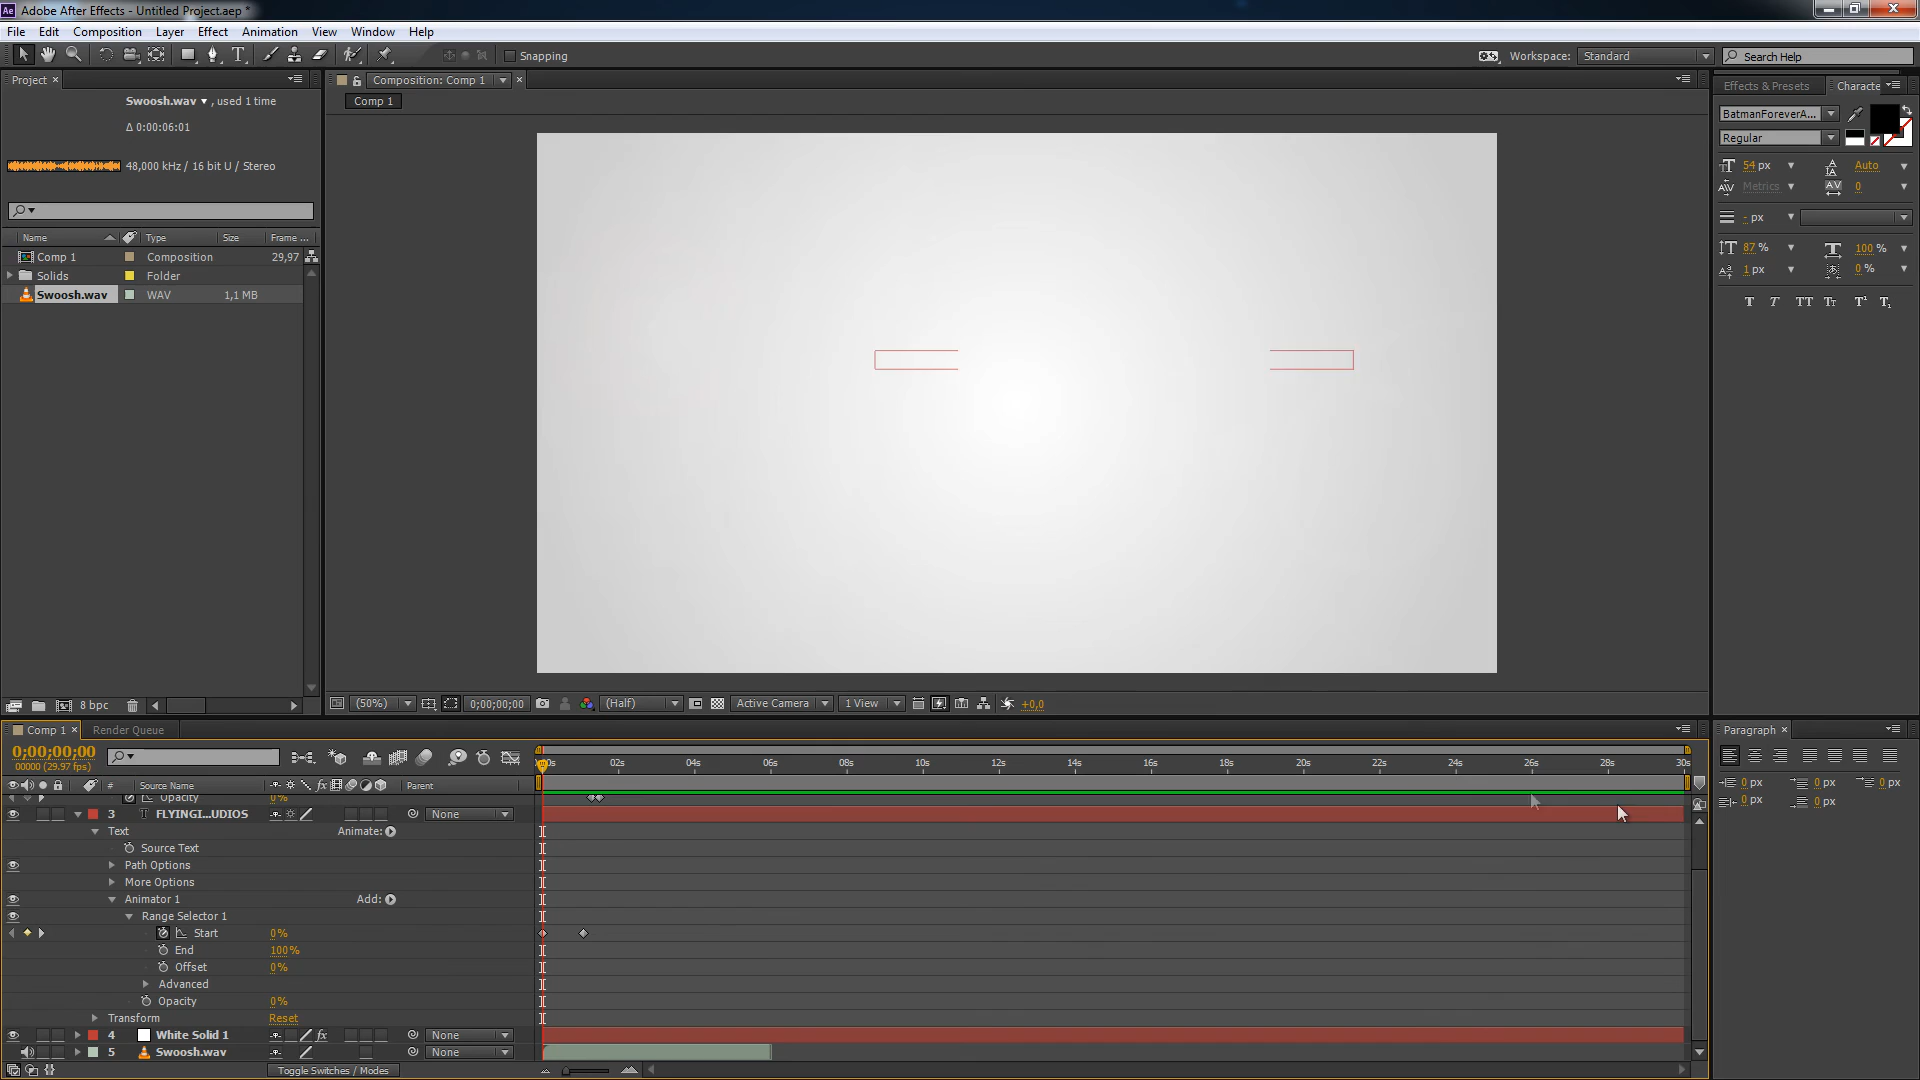 Ae Adobe After Effects - Untitled Project.aep *
File Edit Composition Layer Effect Animation View Window Help
Snapping
Workspace: Standard
Search Help
Project
Swoosh.wav , used 1 time
Δ 0:00:06:01
48,000 kHz / 16 bit U / Stereo
Name Type Size Frame ...
Comp 1 Composition 29,97
Solids Folder
Swoosh.wav WAV 1,1 MB
8 bpc
Composition: Comp 1
Comp 1
(50%) 0;00;00;00 (Half) Active Camera 1 View +0,0
Effects & Presets Characte
BatmanForeverA...
Regular
54 px Auto
Metrics 0
- px
87 % 100 %
1 px 0 %
T T TT Tt T¹ T₁
Comp 1 Render Queue
0;00;00;00
00000 (29.97 fps)
00s 02s 04s 06s 08s 10s 12s 14s 16s 18s 20s 22s 24s 26s 28s 30s
# Source Name Parent
Opacity 0%
3 T FLYINGI...UDIOS None
Text Animate:
Source Text
Path Options
More Options
Animator 1 Add:
Range Selector 1
Start 0%
End 100%
Offset 0%
Advanced
Opacity 0%
Transform Reset
4 White Solid 1 fx None
5 Swoosh.wav None
Toggle Switches / Modes
Paragraph
0 px 0 px 0 px
0 px 0 px